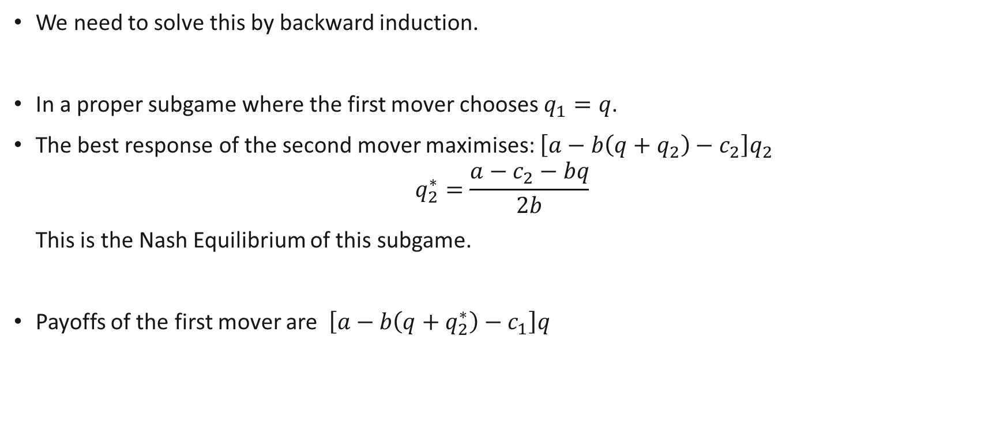 • We need to solve this by backward induction.
• In a proper subgame where the first mover chooses $q_1 = q$.
• The best response of the second mover maximises: $[a - b(q + q_2) - c_2]q_2$
$q_2^* = \frac{a - c_2 - bq}{2b}$
This is the Nash Equilibrium of this subgame.
• Payoffs of the first mover are $[a - b(q + q_2^*) - c_1]q$